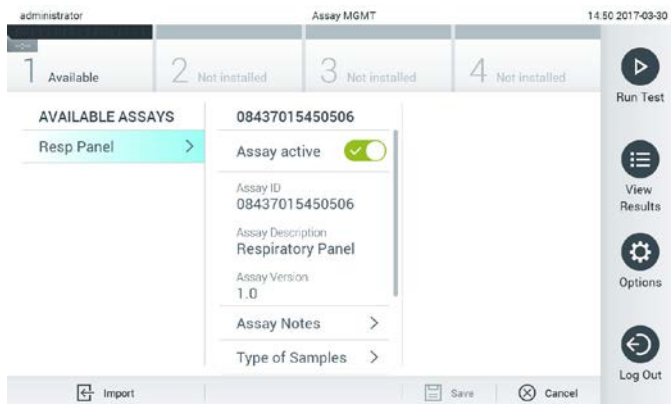 administrator
Assay MGMT
14:50 2017-03-30
1 Available
2 Not installed
3 Not installed
4 Not installed
Run Test
AVAILABLE ASSAYS
Resp Panel
08437015450506
Assay active
Assay ID
08437015450506
Assay Description
Respiratory Panel
Assay Version
1.0
Assay Notes
Type of Samples
View
Results
Options
Log Out
Import
Save
Cancel